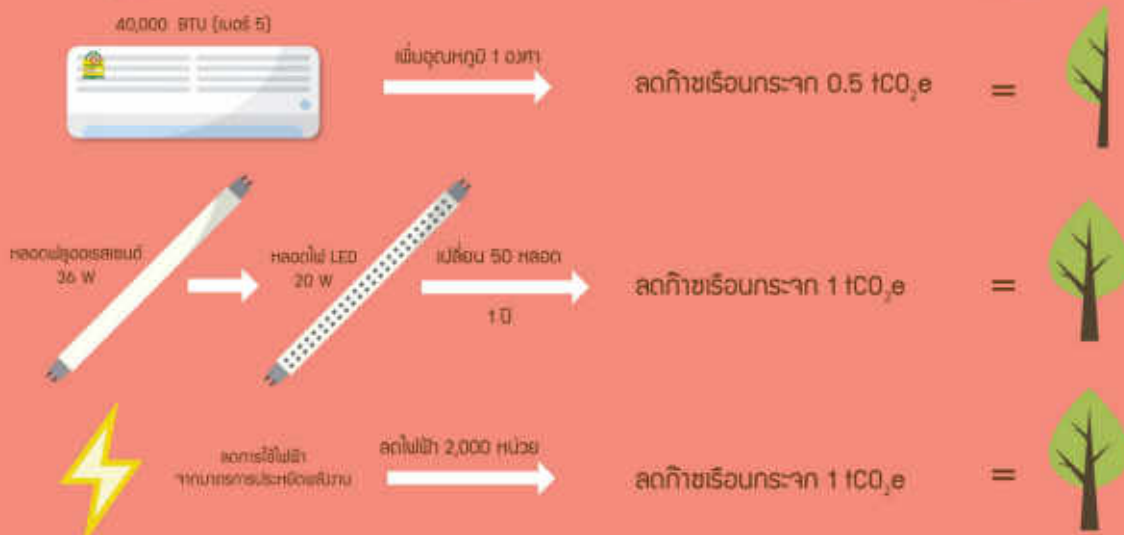 40,000 BTU (เบอร์ 5)
เพิ่มอุณหภูมิ 1 องศา
ลดก๊าซเรือนกระจก 0.5 tCO₂e
=
หลอดฟลูออเรสเซนต์
36 W
หลอดไฟ LED
20 W
เปลี่ยน 50 หลอด
1 ปี
ลดก๊าซเรือนกระจก 1 tCO₂e
=
ลดการใช้ไฟฟ้า
จากมาตรการประหยัดพลังงาน
ลดไฟฟ้า 2,000 หน่วย
ลดก๊าซเรือนกระจก 1 tCO₂e
=